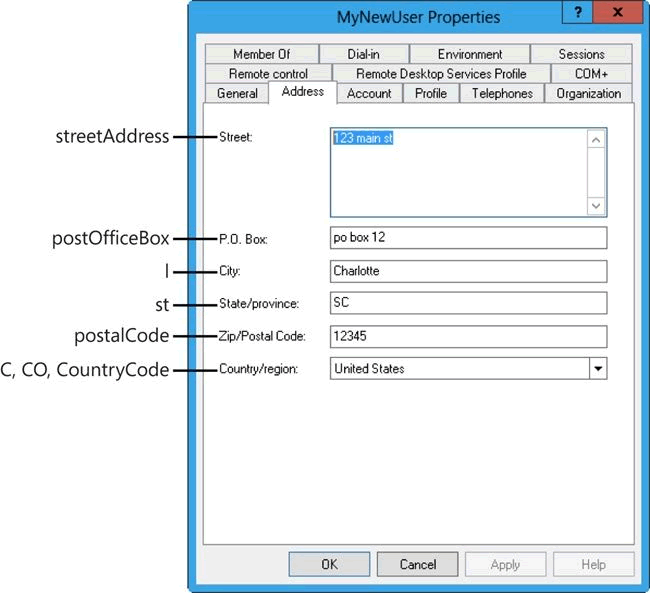 MyNewUser Properties
? x
Member Of Dial-in Environment Sessions
Remote control Remote Desktop Services Profile COM+
General Address Account Profile Telephones Organization
streetAddress Street: 123 main st
postOfficeBox P.O. Box: po box 12
l City: Charlotte
st State/province: SC
postalCode Zip/Postal Code: 12345
C, CO, CountryCode Country/region: United States
OK Cancel Apply Help